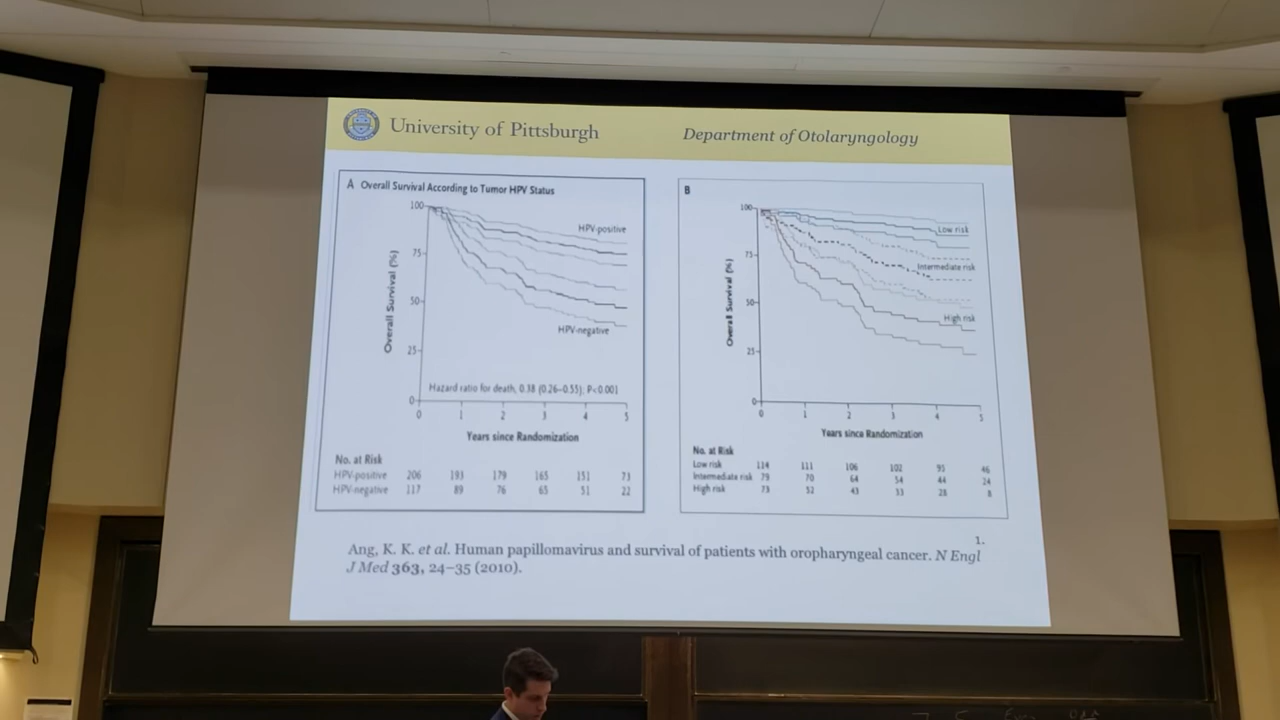 University of Pittsburgh
Department of Otolaryngology
A Overall Survival According to Tumor HPV Status
100
75
50
25
0
Overall Survival (%)
HPV-positive
HPV-negative
Hazard ratio for death, 0.38 (0.26–0.55); P<0.001
0 1 2 3 4 5
Years since Randomization
No. at Risk
HPV-positive 206 193 179 165 151 73
HPV-negative 117 89 76 65 51 22
B
100
75
50
25
0
Overall Survival (%)
Low risk
Intermediate risk
High risk
0 1 2 3 4 5
Years since Randomization
No. at Risk
Low risk 114 111 106 102 95 46
Intermediate risk 79 70 64 54 44 24
High risk 73 52 43 33 28 8
1.
Ang, K. K. et al. Human papillomavirus and survival of patients with oropharyngeal cancer. N Engl
J Med 363, 24–35 (2010).